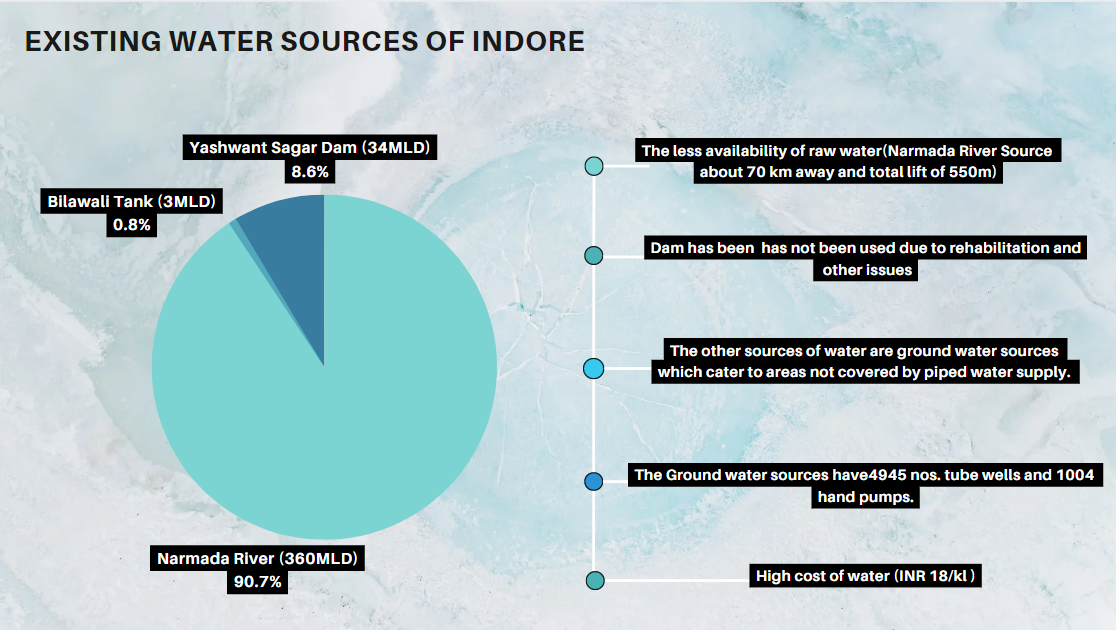 EXISTING WATER SOURCES OF INDORE
Yashwant Sagar Dam (34MLD)
8.6%
Bilawali Tank (3MLD)
0.8%
Narmada River (360MLD)
90.7%
The less availability of raw water(Narmada River Source
about 70 km away and total lift of 550m)
Dam has been  has not been used due to rehabilitation and
other issues
The other sources of water are ground water sources
which cater to areas not covered by piped water supply.
The Ground water sources have4945 nos. tube wells and 1004
hand pumps.
High cost of water (INR 18/kl )